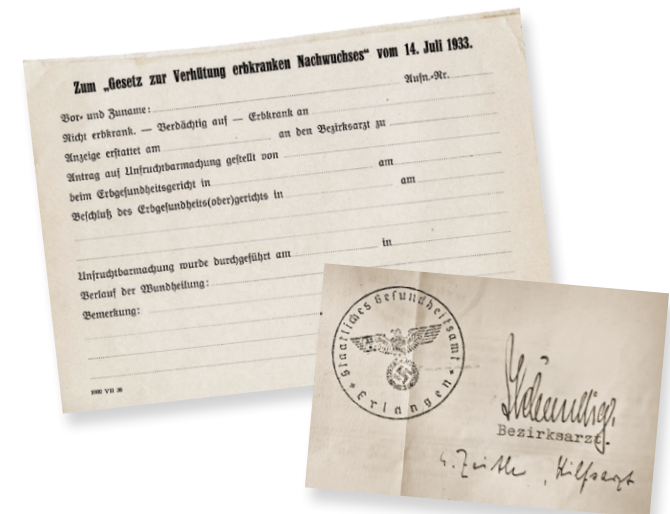 Zum „Gesetz zur Verhütung erbkranken Nachwuchses“ vom 14. Juli 1933.
Vor- und Zuname: Aufn.-Nr.
Nicht erbkrank. — Verdächtig auf — Erbkrank an
Anzeige erstattet am an den Bezirksarzt zu
Antrag auf Unfruchtbarmachung gestellt von
beim Erbgesundheitsgericht in am
Beschluß des Erbgesundheits(ober)gerichts in am
Unfruchtbarmachung wurde durchgeführt am in
Verlauf der Wundheilung:
Bemerkung:
VII 36
Staatliches Gesundheitsamt
Erlangen
Bezirksarzt.
Hilfsarzt